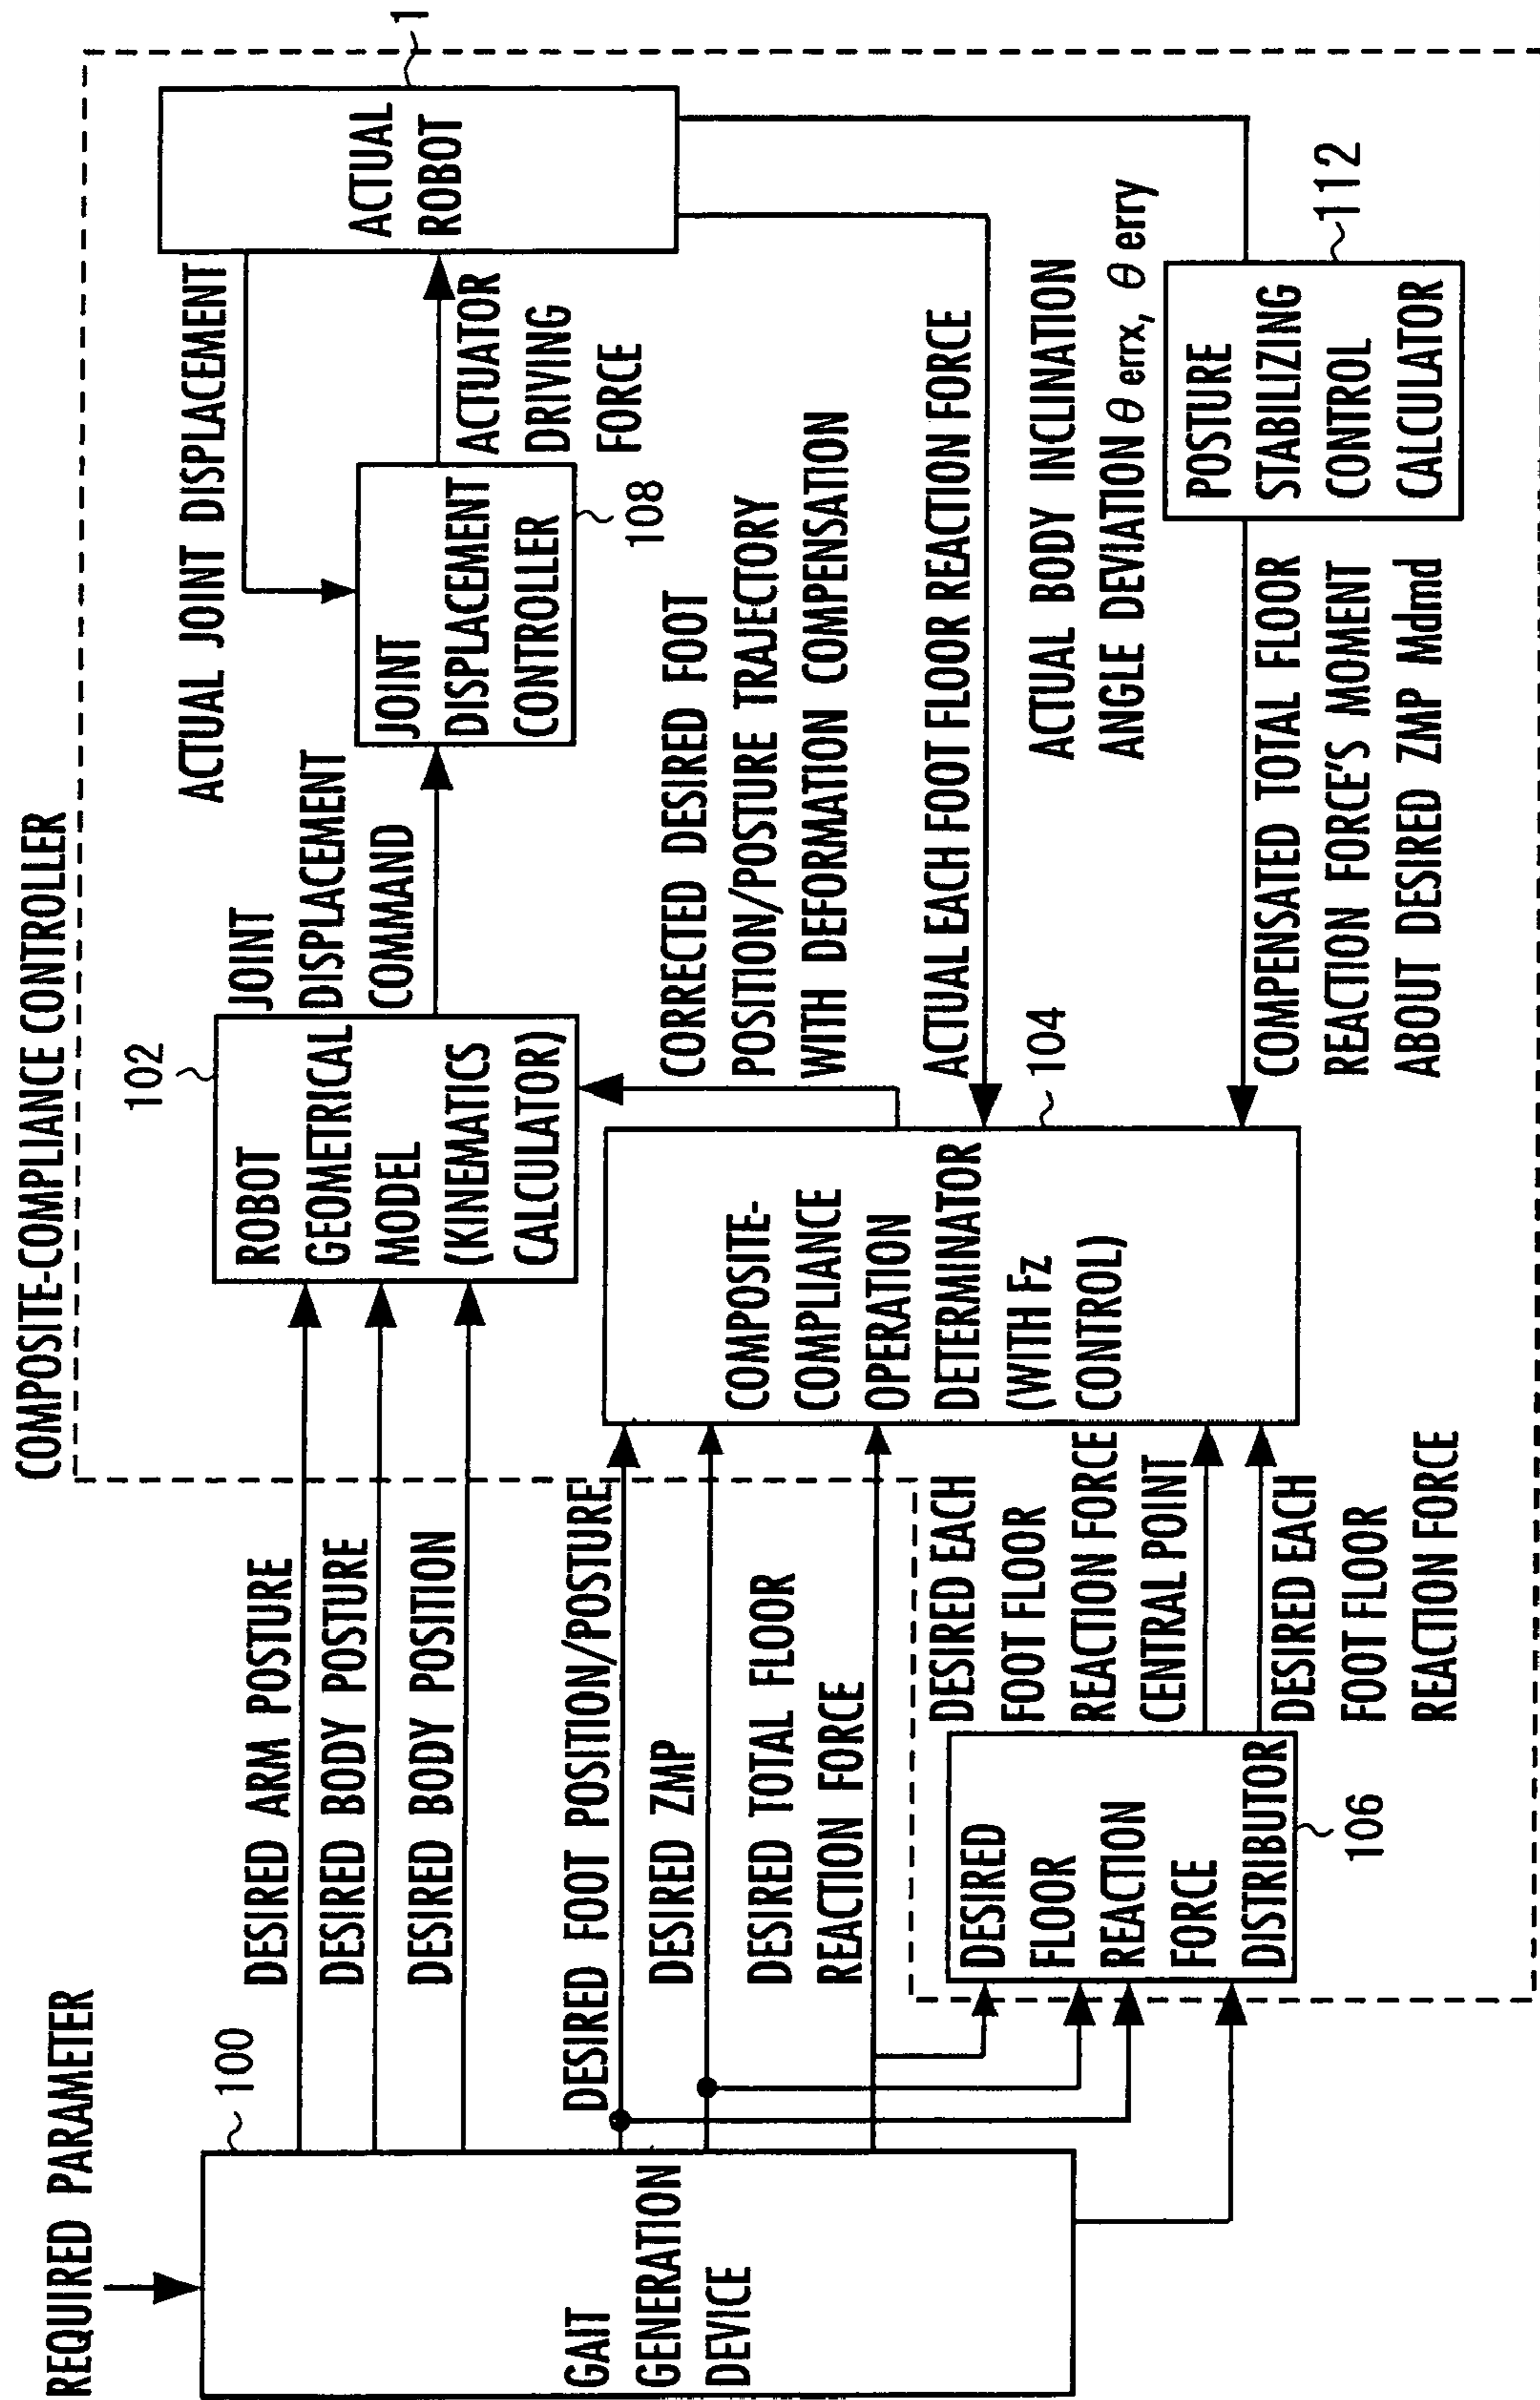 COMPOSITE-COMPLIANCE CONTROLLER
REQUIRED PARAMETER
100
GAIT
GENERATION
DEVICE
DESIRED ARM POSTURE
DESIRED BODY POSTURE
DESIRED BODY POSITION
DESIRED FOOT POSITION/POSTURE
DESIRED ZMP
DESIRED TOTAL FLOOR
REACTION FORCE
DESIRED
FLOOR
REACTION
FORCE
DISTRIBUTOR
106
DESIRED EACH
FOOT FLOOR
REACTION FORCE
CENTRAL POINT
DESIRED EACH
FOOT FLOOR
REACTION FORCE
102
ROBOT
GEOMETRICAL
MODEL
(KINEMATICS
CALCULATOR)
COMPOSITE-
COMPLIANCE
OPERATION
DETERMINATOR
(WITH Fz
CONTROL)
104
JOINT
DISPLACEMENT
COMMAND
CORRECTED DESIRED FOOT
POSITION/POSTURE TRAJECTORY
WITH DEFORMATION COMPENSATION
ACTUAL JOINT DISPLACEMENT
JOINT
DISPLACEMENT
CONTROLLER
108
ACTUATOR
DRIVING
FORCE
ACTUAL
ROBOT
1
ACTUAL EACH FOOT FLOOR REACTION FORCE
ACTUAL BODY INCLINATION
ANGLE DEVIATION θ errx, θ erry
COMPENSATED TOTAL FLOOR
REACTION FORCE'S MOMENT
ABOUT DESIRED ZMP Mdmd
POSTURE
STABILIZING
CONTROL
CALCULATOR
112